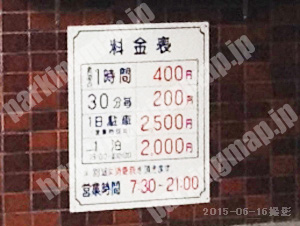 料金表
1時間 400円
30分毎 200円
1日駐車 2,500円
1泊 2,000円
営業時間 7:30-21:00
parkingmap.jp
2015-06-16撮影